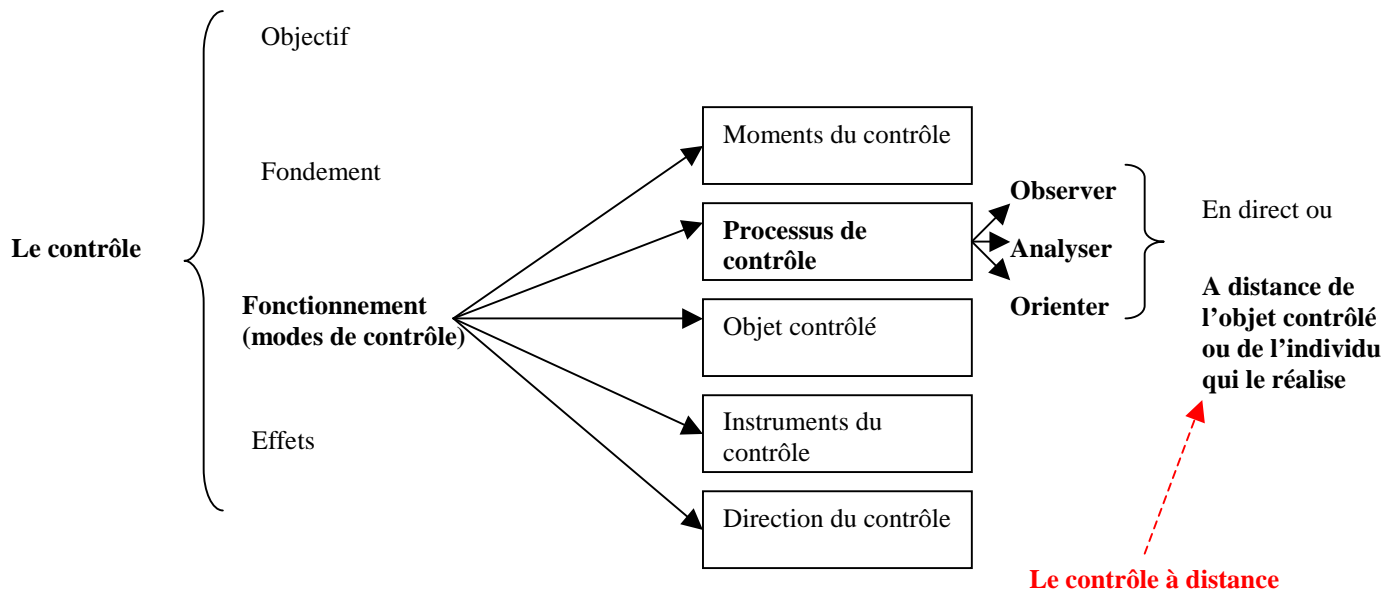 Le contrôle
Objectif
Fondement
Fonctionnement
(modes de contrôle)
Effets
Moments du contrôle
Processus de
contrôle
Objet contrôlé
Instruments du
contrôle
Direction du contrôle
Observer
Analyser
Orienter
En direct ou
A distance de
l’objet contrôlé
ou de l’individu
qui le réalise
Le contrôle à distance